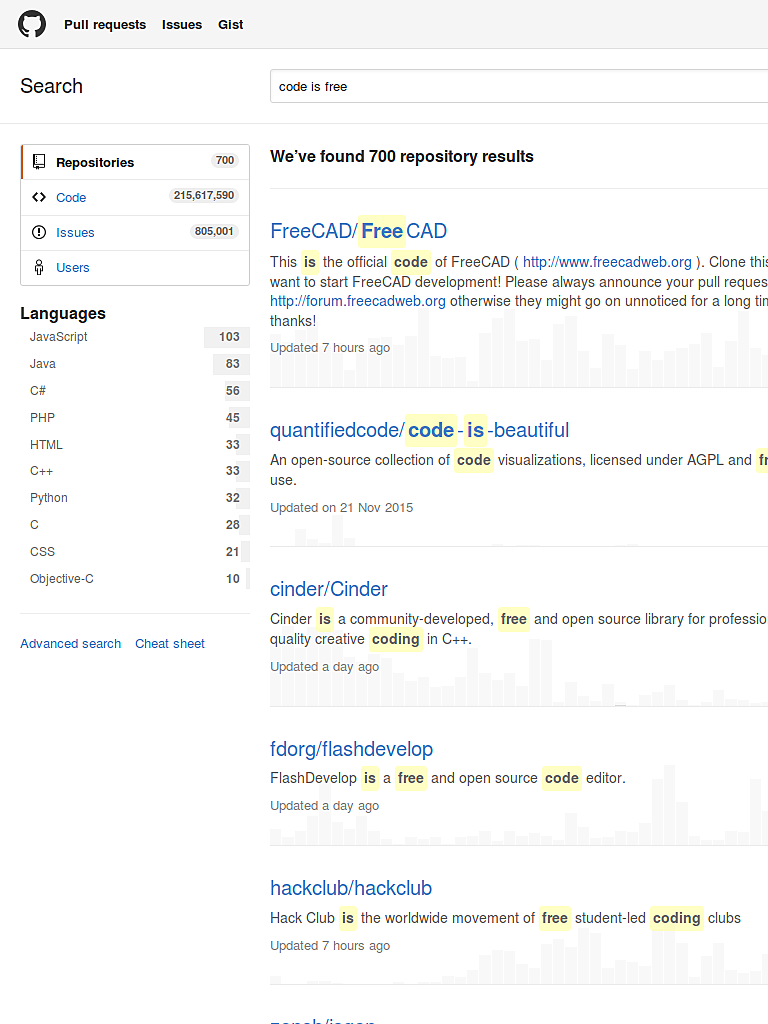 Pull requests Issues Gist
Search
code is free
Repositories 700
Code 215,617,590
Issues 805,001
Users
Languages
JavaScript 103
Java 83
C# 56
PHP 45
HTML 33
C++ 33
Python 32
C 28
CSS 21
Objective-C 10
Advanced search Cheat sheet
We've found 700 repository results
FreeCAD/FreeCAD
This is the official code of FreeCAD ( http://www.freecadweb.org ). Clone this
want to start FreeCAD development! Please always announce your pull reques
http://forum.freecadweb.org otherwise they might go on unnoticed for a long tim
thanks!
Updated 7 hours ago
quantifiedcode/code-is-beautiful
An open-source collection of code visualizations, licensed under AGPL and fr
use.
Updated on 21 Nov 2015
cinder/Cinder
Cinder is a community-developed, free and open source library for professio
quality creative coding in C++.
Updated a day ago
fdorg/flashdevelop
FlashDevelop is a free and open source code editor.
Updated a day ago
hackclub/hackclub
Hack Club is the worldwide movement of free student-led coding clubs
Updated 7 hours ago